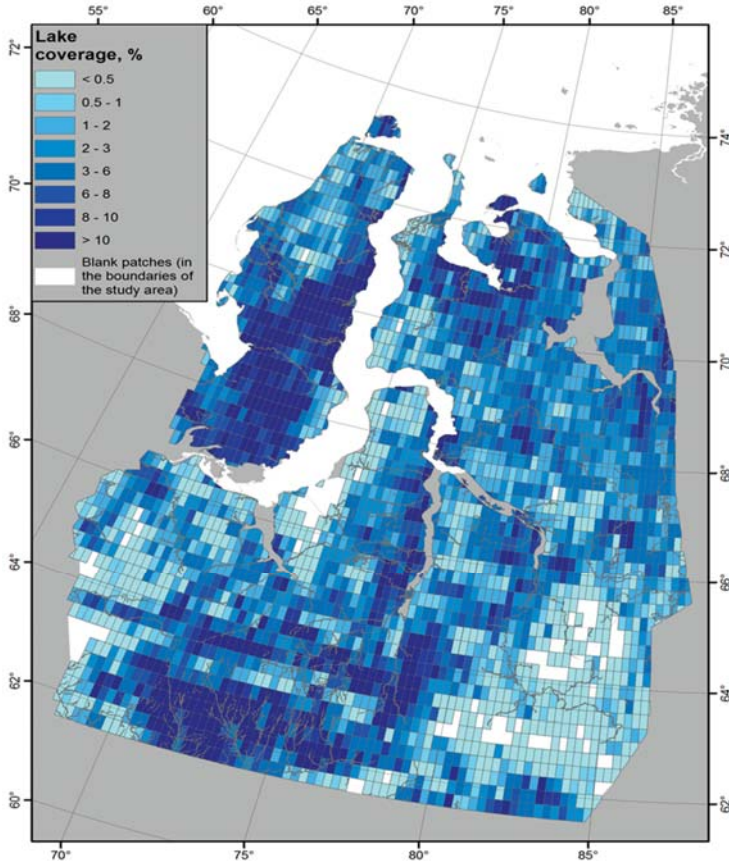 55°
60°
65°
70°
75°
80°
85°
85°
Lake
coverage, %
< 0.5
0.5 - 1
1 - 2
2 - 3
3 - 6
6 - 8
8 - 10
> 10
Blank patches (in
the boundaries of
the study area)
72°
70°
68°
66°
64°
62°
60°
74°
72°
70°
68°
66°
64°
62°
70°
75°
80°
85°